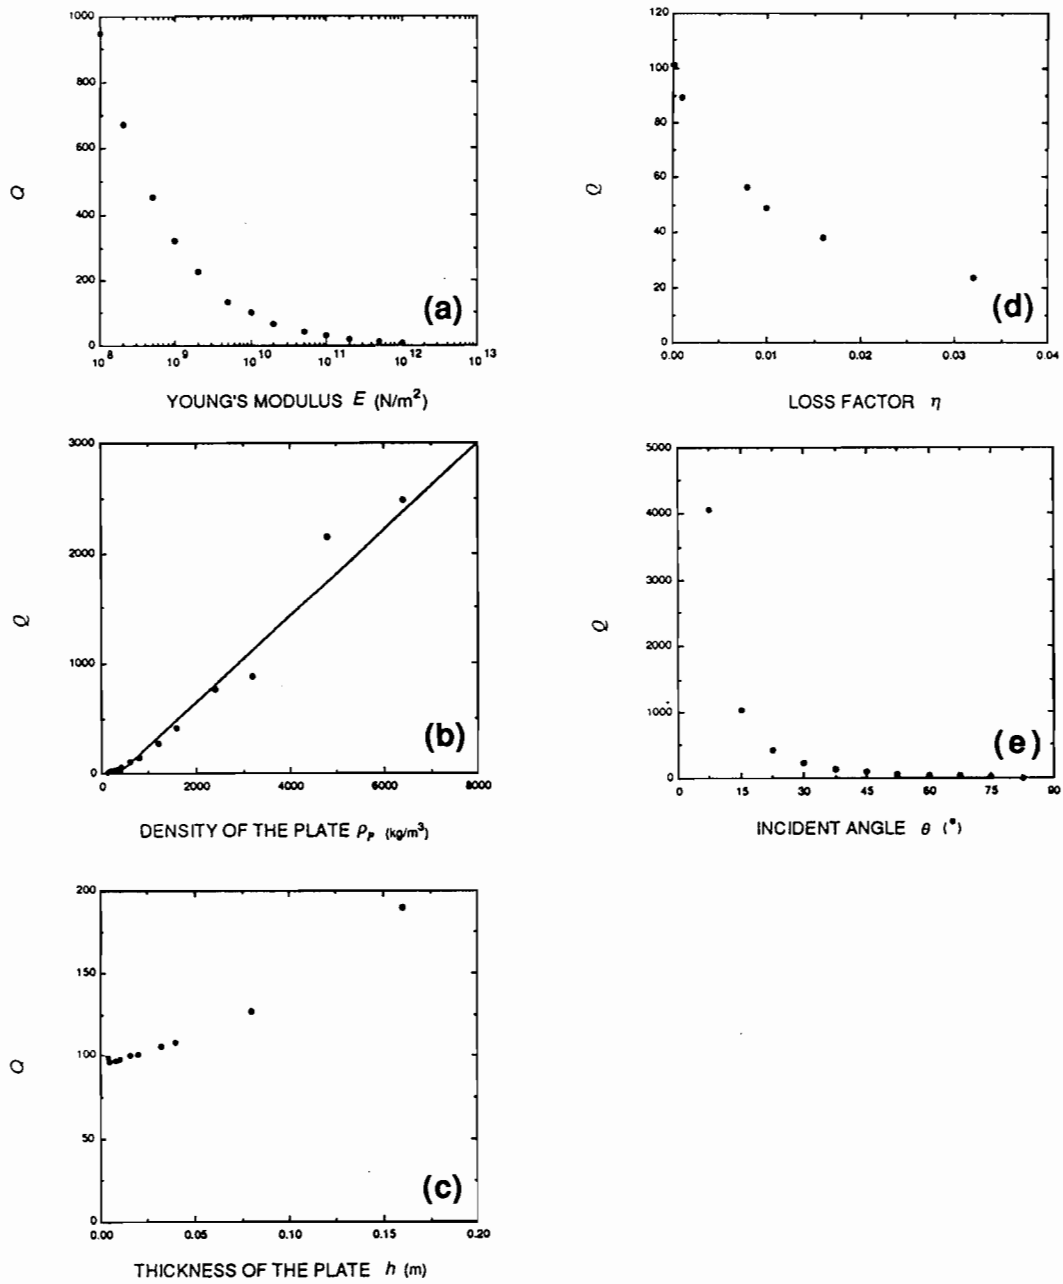 1000
800
600
400
200
0
Q
(a)
10^8 10^9 10^10 10^11 10^12 10^13
YOUNG'S MODULUS E (N/m²)
3000
2000
1000
0
Q
(b)
0 2000 4000 6000 8000
DENSITY OF THE PLATE ρ_P (kg/m³)
200
150
100
50
0
Q
(c)
0.00 0.05 0.10 0.15 0.20
THICKNESS OF THE PLATE h (m)
120
100
80
60
40
20
0
Q
(d)
0.00 0.01 0.02 0.03 0.04
LOSS FACTOR η
5000
4000
3000
2000
1000
0
Q
(e)
0 15 30 45 60 75 90
INCIDENT ANGLE θ (°)